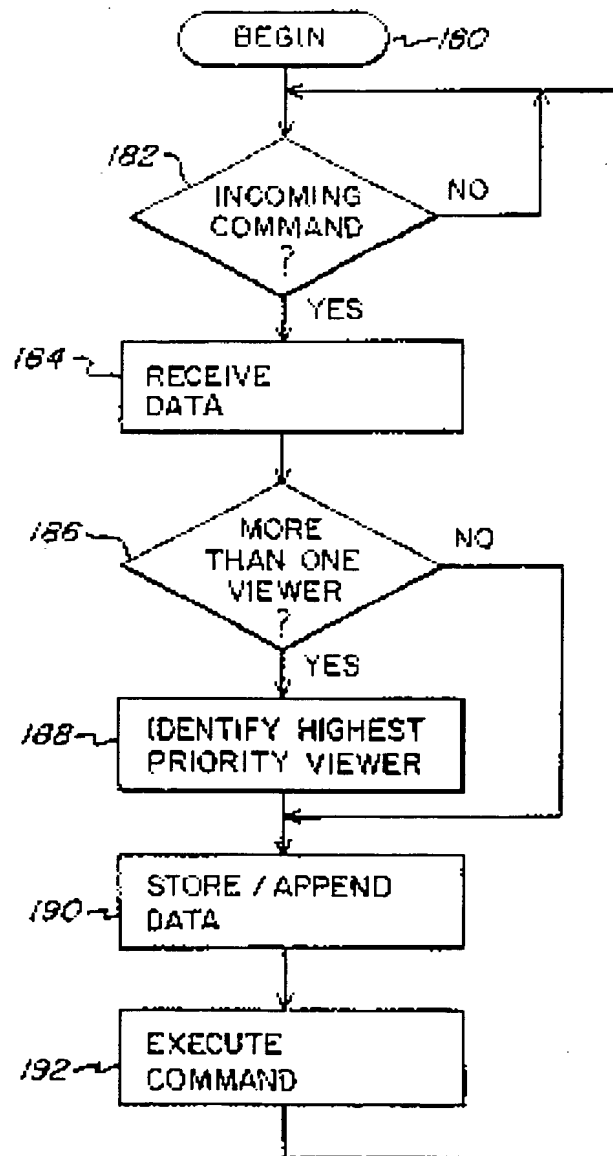 BEGIN 180
182
INCOMING
COMMAND
?
NO
YES
184
RECEIVE
DATA
186
MORE
THAN ONE
VIEWER
?
NO
YES
188
IDENTIFY HIGHEST
PRIORITY VIEWER
190
STORE / APPEND
DATA
192
EXECUTE
COMMAND